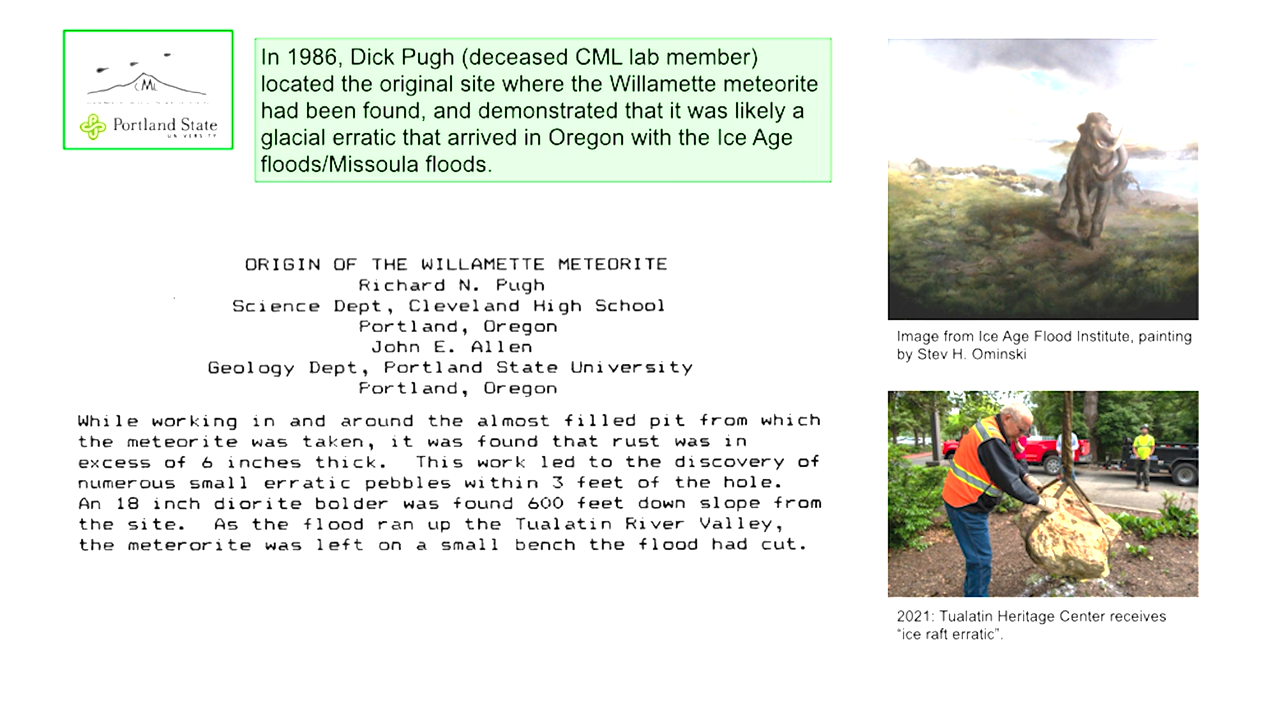 CML
Portland State
UNIVERSITY
In 1986, Dick Pugh (deceased CML lab member)
located the original site where the Willamette meteorite
had been found, and demonstrated that it was likely a
glacial erratic that arrived in Oregon with the Ice Age
floods/Missoula floods.
ORIGIN OF THE WILLAMETTE METEORITE
Richard N. Pugh
Science Dept, Cleveland High School
Portland, Oregon
John E. Allen
Geology Dept, Portland State University
Portland, Oregon
While working in and around the almost filled pit from which
the meteorite was taken, it was found that rust was in
excess of 6 inches thick. This work led to the discovery of
numerous small erratic pebbles within 3 feet of the hole.
An 18 inch diorite bolder was found 600 feet down slope from
the site. As the flood ran up the Tualatin River Valley,
the meterorite was left on a small bench the flood had cut.
Image from Ice Age Flood Institute, painting
by Stev H. Ominski
2021: Tualatin Heritage Center receives
“ice raft erratic”.